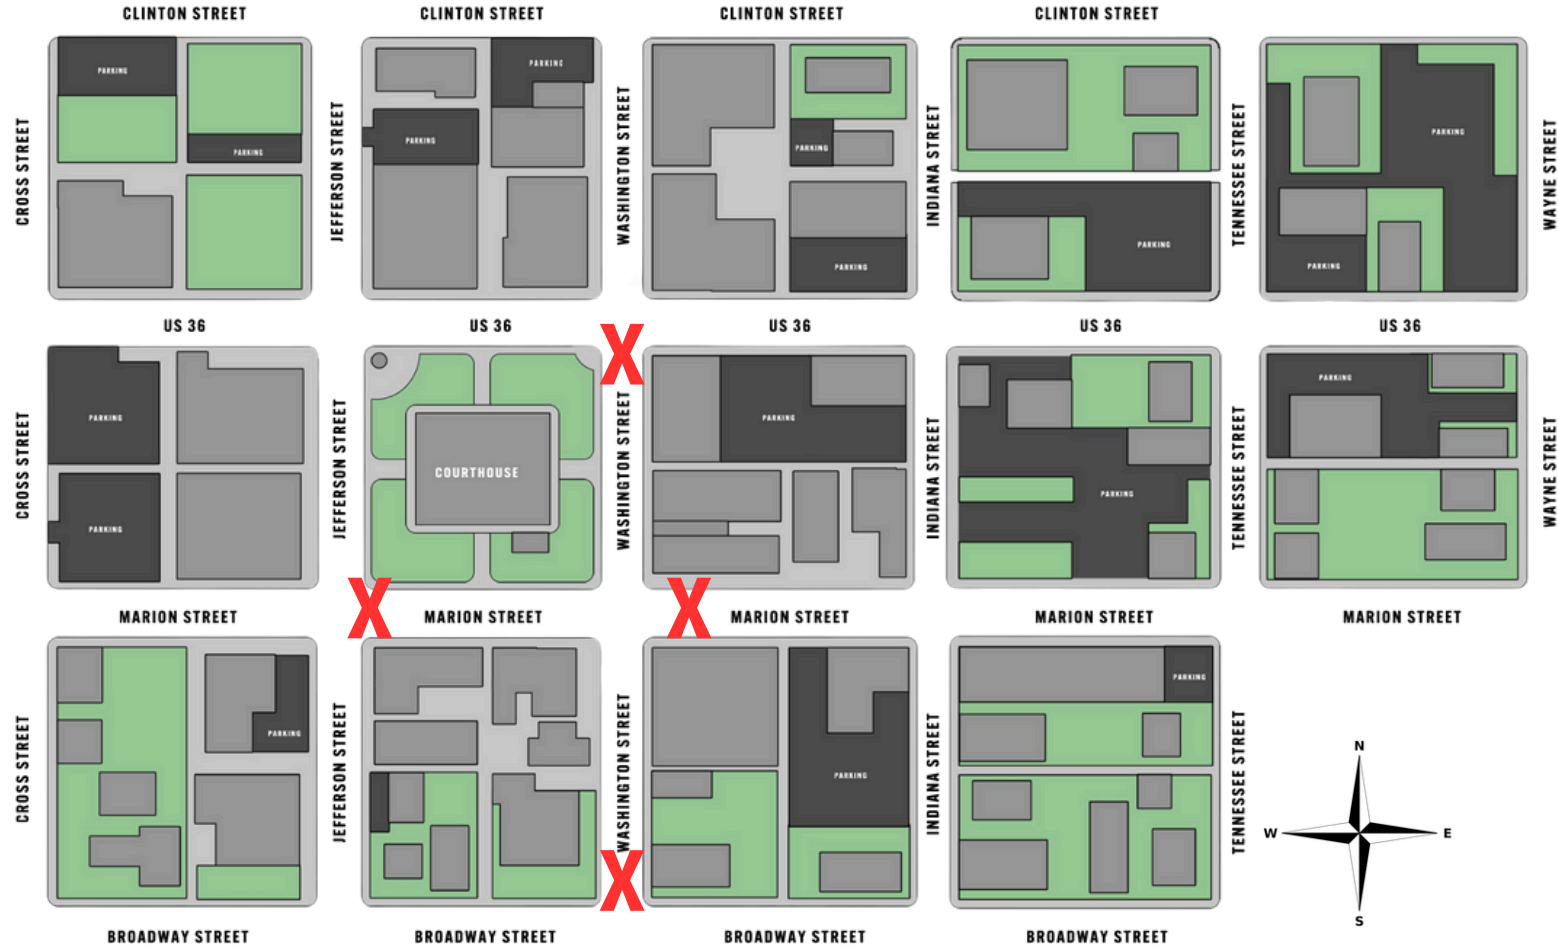 CLINTON STREET
CLINTON STREET
CLINTON STREET
CLINTON STREET
CROSS STREET
PARKING
PARKING
JEFFERSON STREET
PARKING
PARKING
WASHINGTON STREET
PARKING
PARKING
INDIANA STREET
PARKING
TENNESSEE STREET
PARKING
PARKING
WAYNE STREET
US 36
US 36
US 36
US 36
US 36
X
CROSS STREET
PARKING
PARKING
JEFFERSON STREET
COURTHOUSE
WASHINGTON STREET
PARKING
INDIANA STREET
PARKING
TENNESSEE STREET
PARKING
WAYNE STREET
X
X
MARION STREET
MARION STREET
MARION STREET
MARION STREET
MARION STREET
CROSS STREET
PARKING
JEFFERSON STREET
WASHINGTON STREET
PARKING
INDIANA STREET
PARKING
TENNESSEE STREET
N
W
E
S
X
BROADWAY STREET
BROADWAY STREET
BROADWAY STREET
BROADWAY STREET